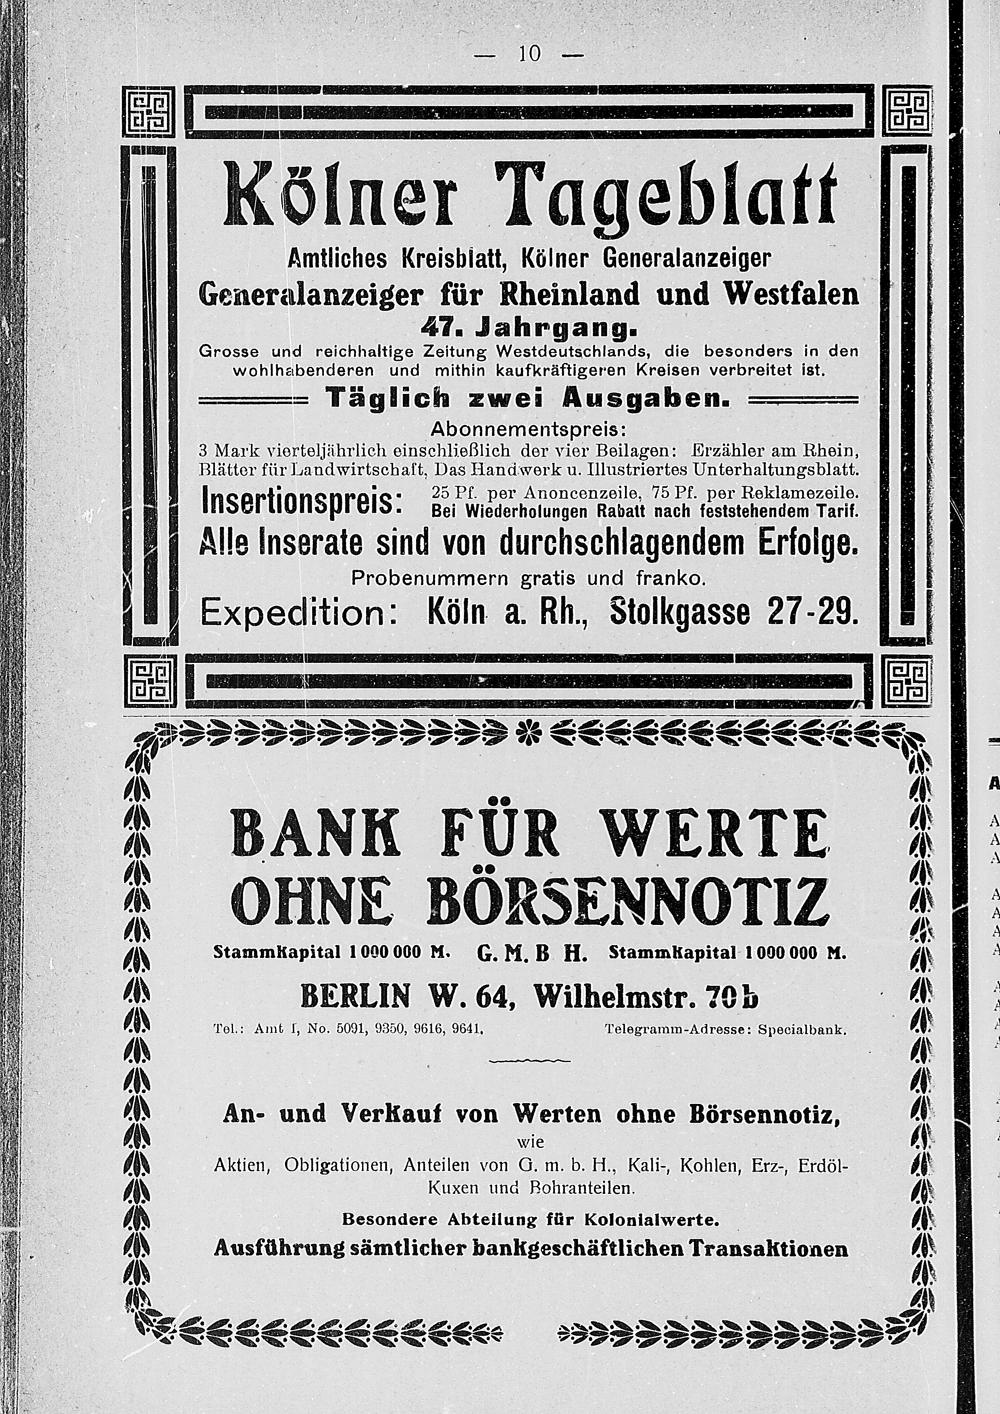 — 10 —
Kölner Tageblatt
Amtliches Kreisblatt, Kölner Generalanzeiger
Generalanzeiger für Rheinland und Westfalen
47. Jahrgang.
Grosse und reichhaltige Zeitung Westdeutschlands, die besonders in den
wohlhabenderen und mithin kaufkräftigeren Kreisen verbreitet ist.
Täglich zwei Ausgaben.
Abonnementspreis:
3 Mark vierteljährlich einschließlich der vier Beilagen: Erzähler am Rhein,
Blätter für Landwirtschaft, Das Handwerk u. Illustriertes Unterhaltungsblatt.
Insertionspreis: 25 Pf. per Anoncenzeile, 75 Pf. per Reklamezeile.
Bei Wiederholungen Rabatt nach feststehendem Tarif.
Alle Inserate sind von durchschlagendem Erfolge.
Probenummern gratis und franko.
Expedition: Köln a. Rh., Stolkgasse 27-29.
BANK FÜR WERTE
OHNE BÖRSENNOTIZ
Stammkapital 1 000 000 M. G. M. B H. Stammkapital 1 000 000 M.
BERLIN W. 64, Wilhelmstr. 70b
Tel.: Amt I, No. 5091, 9350, 9616, 9641. Telegramm-Adresse: Specialbank.
An- und Verkauf von Werten ohne Börsennotiz,
wie
Aktien, Obligationen, Anteilen von G. m. b. H., Kali-, Kohlen, Erz-, Erdöl-
Kuxen und Bohranteilen.
Besondere Abteilung für Kolonialwerte.
Ausführung sämtlicher bankgeschäftlichen Transaktionen